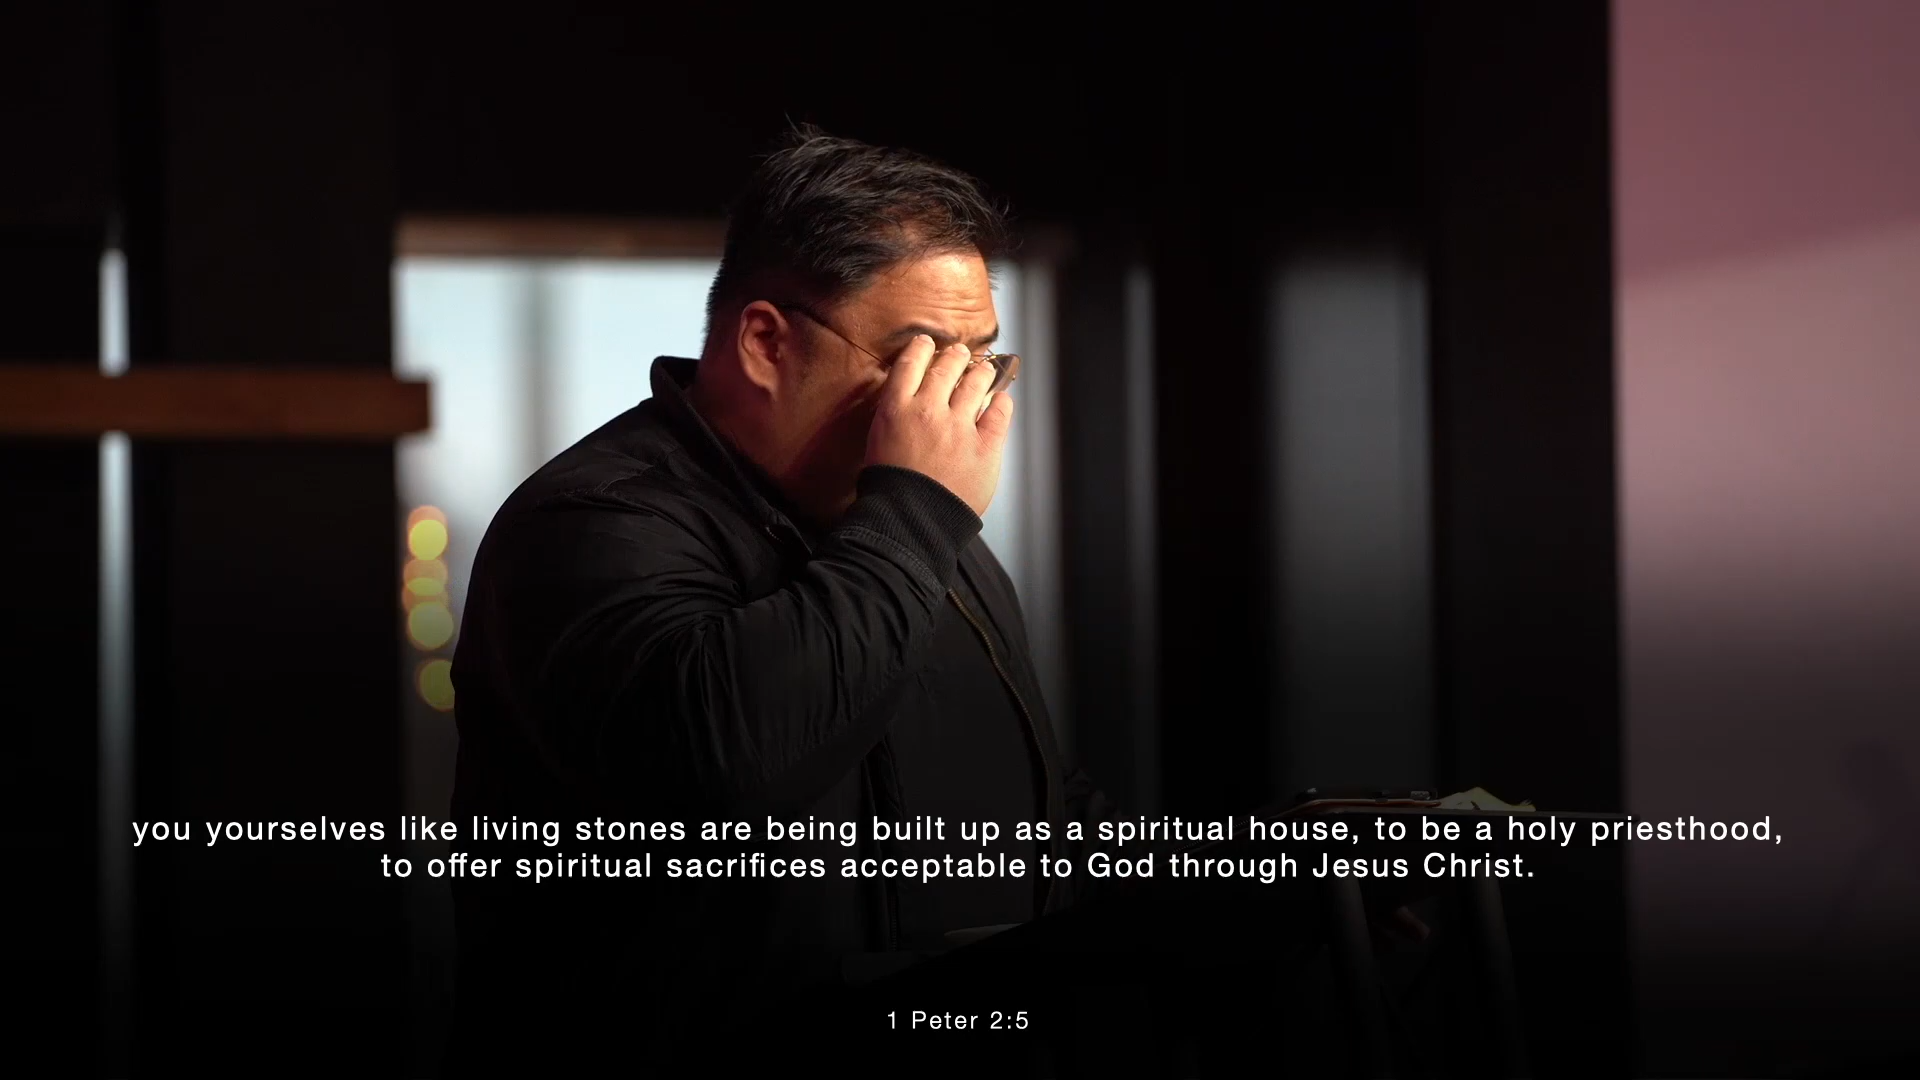 you yourselves like living stones are being built up as a spiritual house, to be a holy priesthood,
to offer spiritual sacrifices acceptable to God through Jesus Christ.
1 Peter 2:5